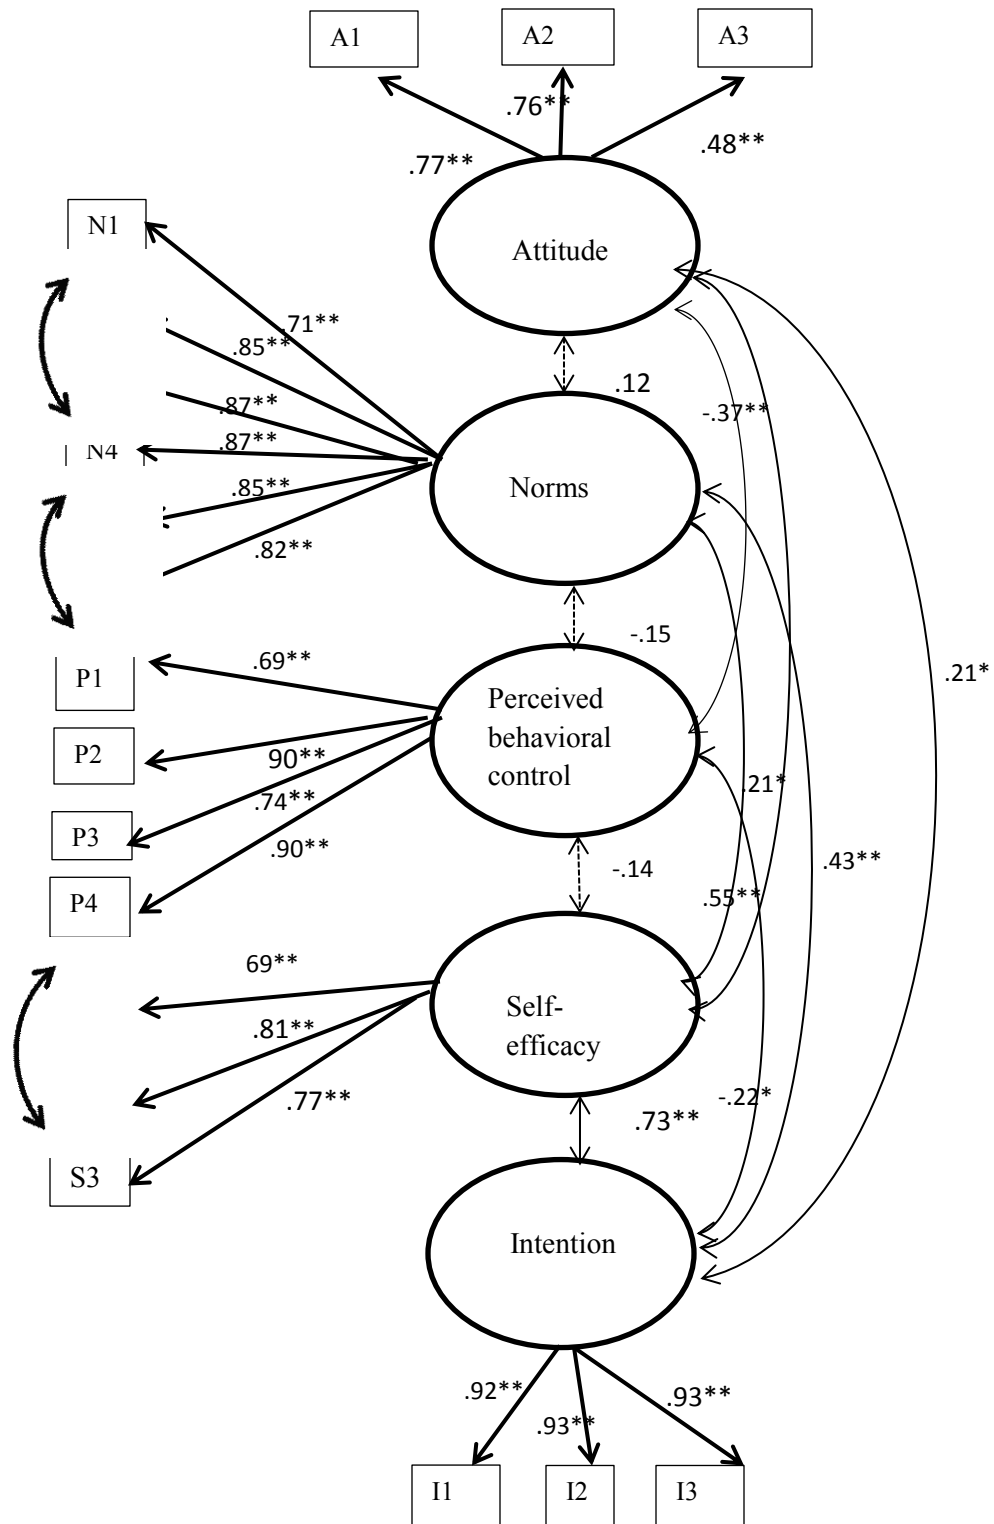 A1
A2
A3
.76**
.48**
.77**
N1
Attitude
.71**
.85**
.12
-.37**
.87**
.87**
N4
Norms
.85**
.82**
-.15
.69**
P1
.21*
Perceived
behavioral
control
P2
90**
.74**
.21*
P3
.90**
.43**
-.14
P4
.55**
69**
Self-
efficacy
.81**
.77**
-.22*
.73**
S3
Intention
.92**
.93**
.93**
I1
I2
I3